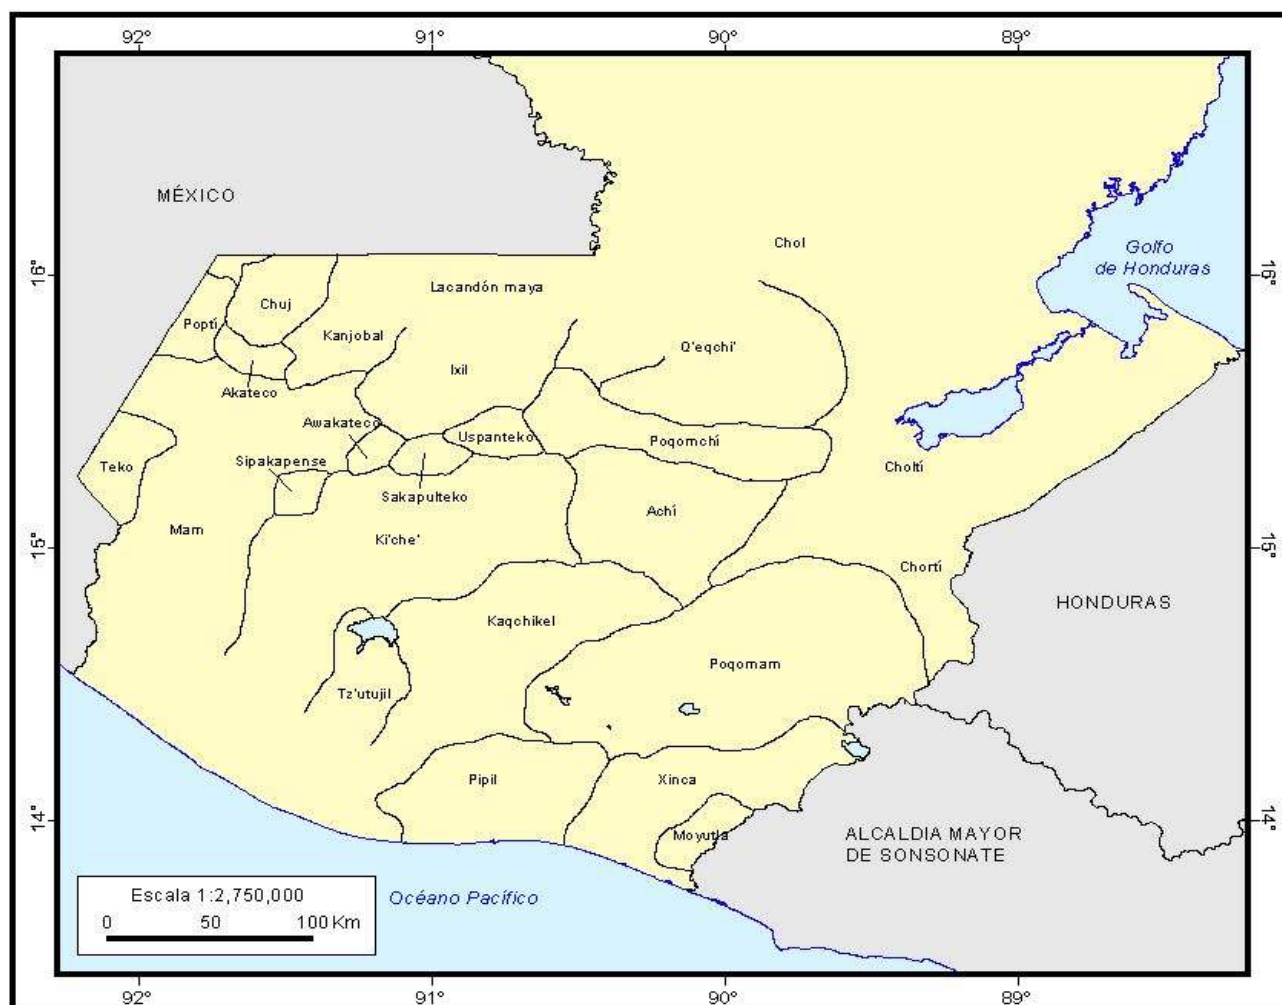 92° 91° 90° 89°
MÉXICO
Golfo
de Honduras
Chol
16° 16°
Lacandón maya
Chuj
Poptí
Kanjobal
Q'eqchi'
Ixil
Akateco
Awakateco
Uspanteko
Poqomchí
Sipakapense
Teko
Choltí
Sakapulteko
Achí
Mam
Ki'che'
15° 15°
Chortí
HONDURAS
Kaqchikel
Poqomam
Tz'utujil
Pipil
Xinca
14° 14°
Moyutla
ALCALDIA MAYOR
DE SONSONATE
Océano Pacífico
Escala 1:2,750,000
0 50 100 Km
92° 91° 90° 89°